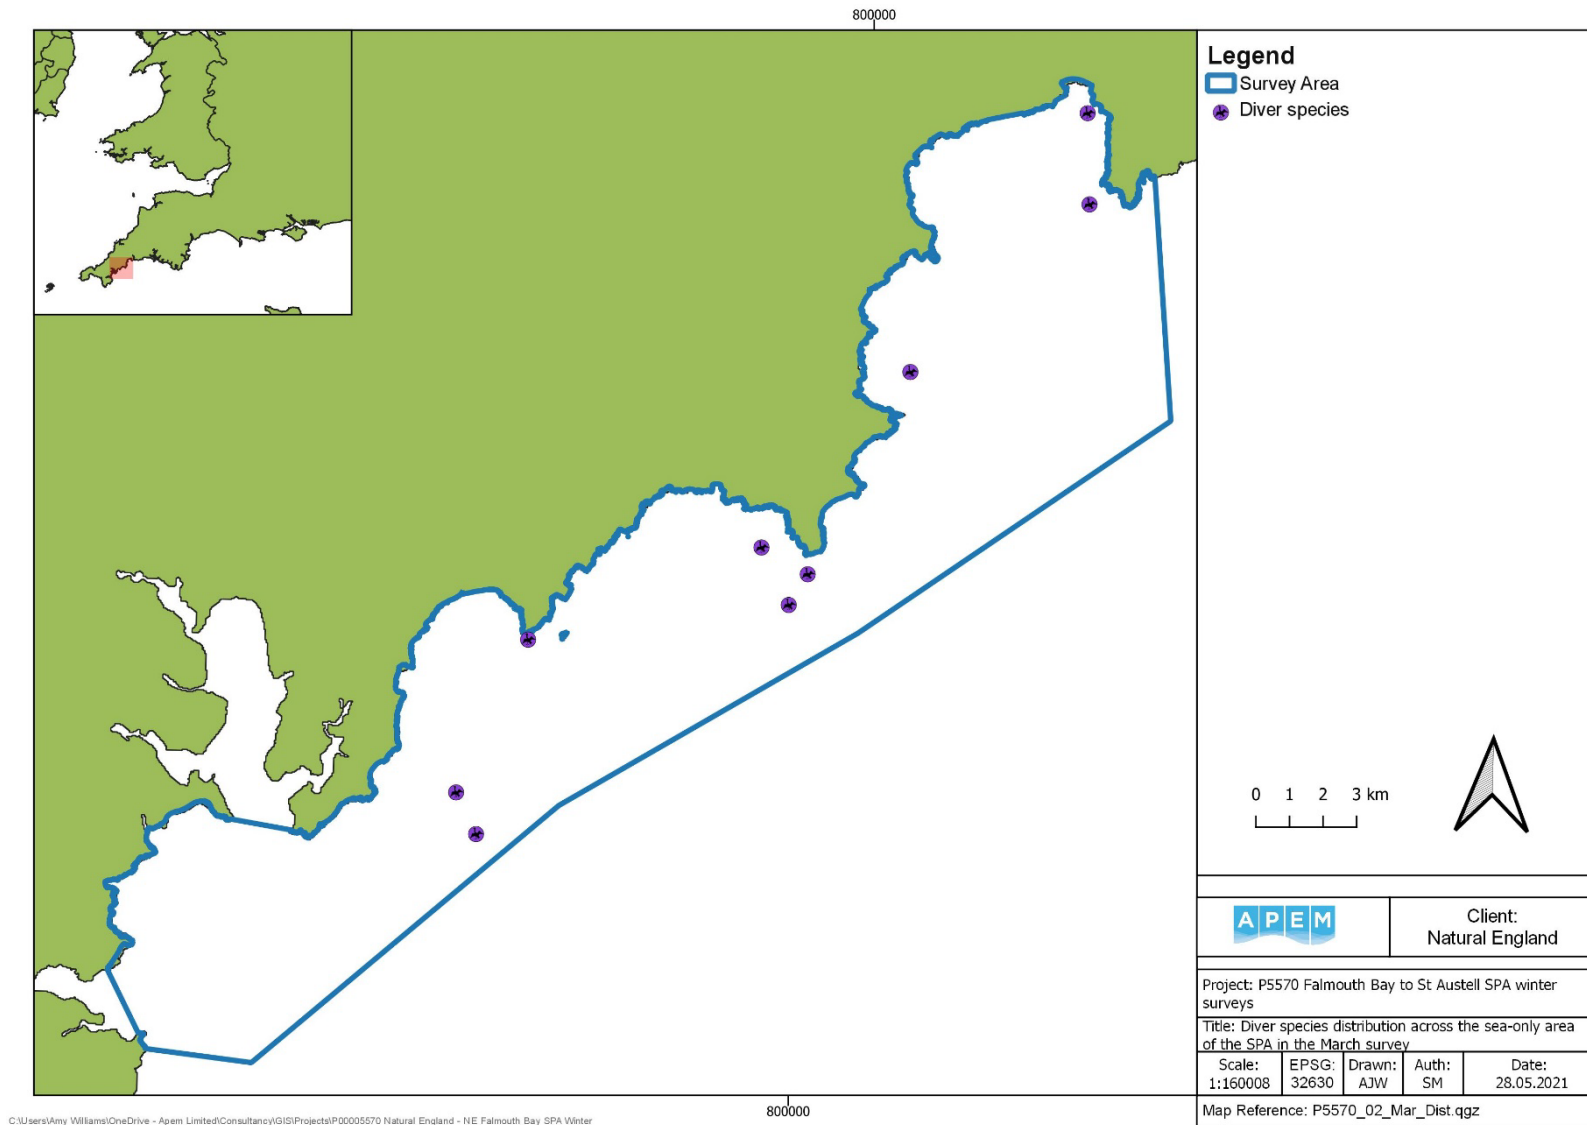 800000
Legend
Survey Area
Diver species
0 1 2 3 km
APEM
Client:
Natural England
Project: P5570 Falmouth Bay to St Austell SPA winter
surveys
Title: Diver species distribution across the sea-only area
of the SPA in the March survey
Scale:
1:160008
EPSG:
32630
Drawn:
AJW
Auth:
SM
Date:
28.05.2021
Map Reference: P5570_02_Mar_Dist.qgz
800000
C:\Users\Amy Williams\OneDrive - Apem Limited\Consultancy\GIS\Projects\P00005570 Natural England - NE Falmouth Bay SPA Winter